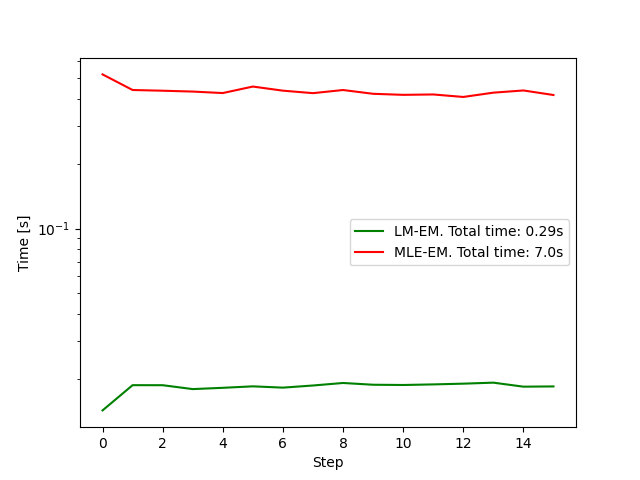 Time [s]
10⁻¹
LM-EM. Total time: 0.29s
MLE-EM. Total time: 7.0s
0 2 4 6 8 10 12 14
Step